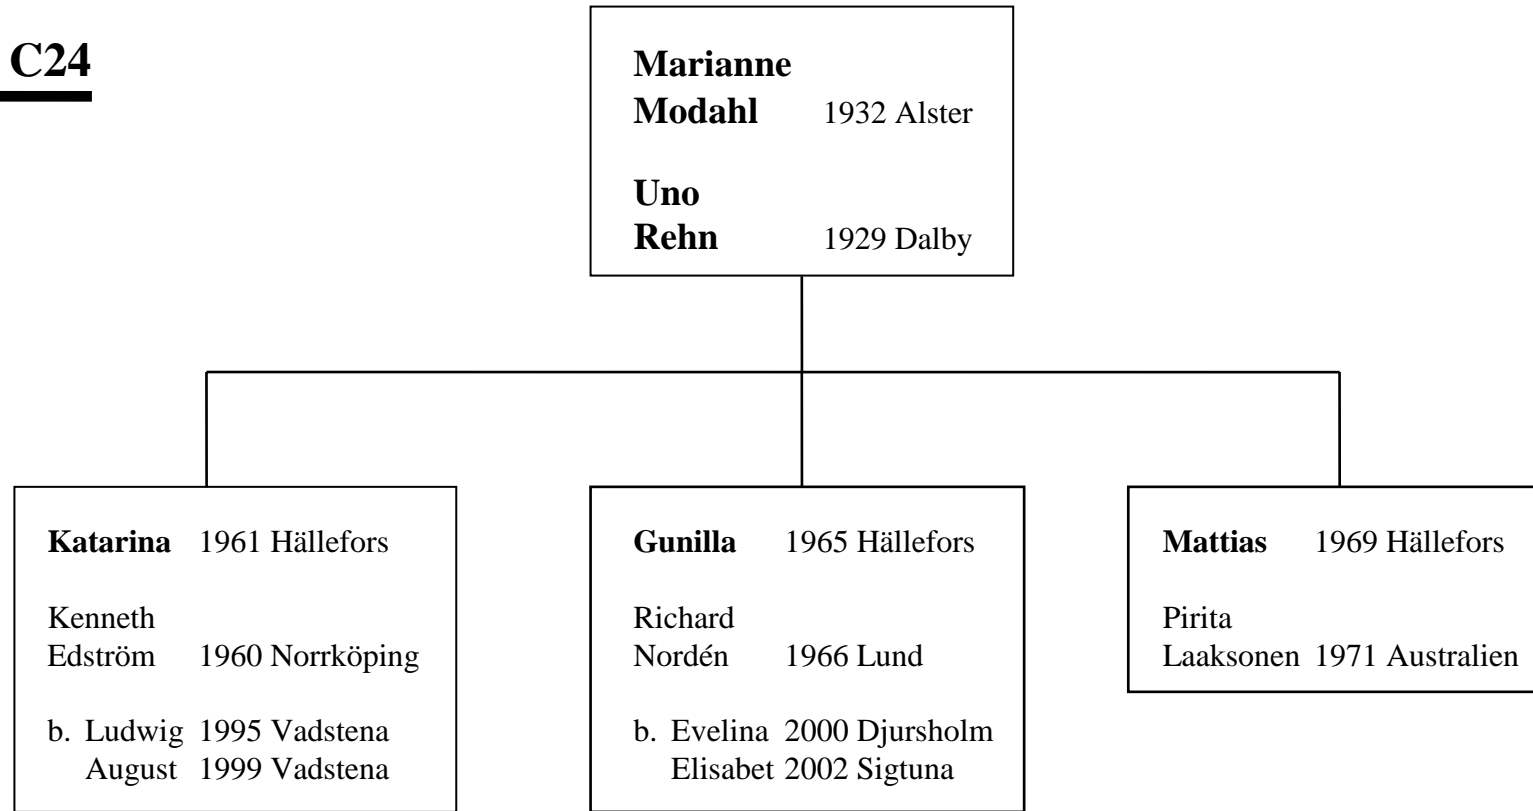 C24
Marianne
Modahl 1932 Alster
Uno
Rehn 1929 Dalby
Katarina 1961 Hällefors
Kenneth
Edström 1960 Norrköping
b. Ludwig 1995 Vadstena
August 1999 Vadstena
Gunilla 1965 Hällefors
Richard
Nordén 1966 Lund
b. Evelina 2000 Djursholm
Elisabet 2002 Sigtuna
Mattias 1969 Hällefors
Pirita
Laaksonen 1971 Australien